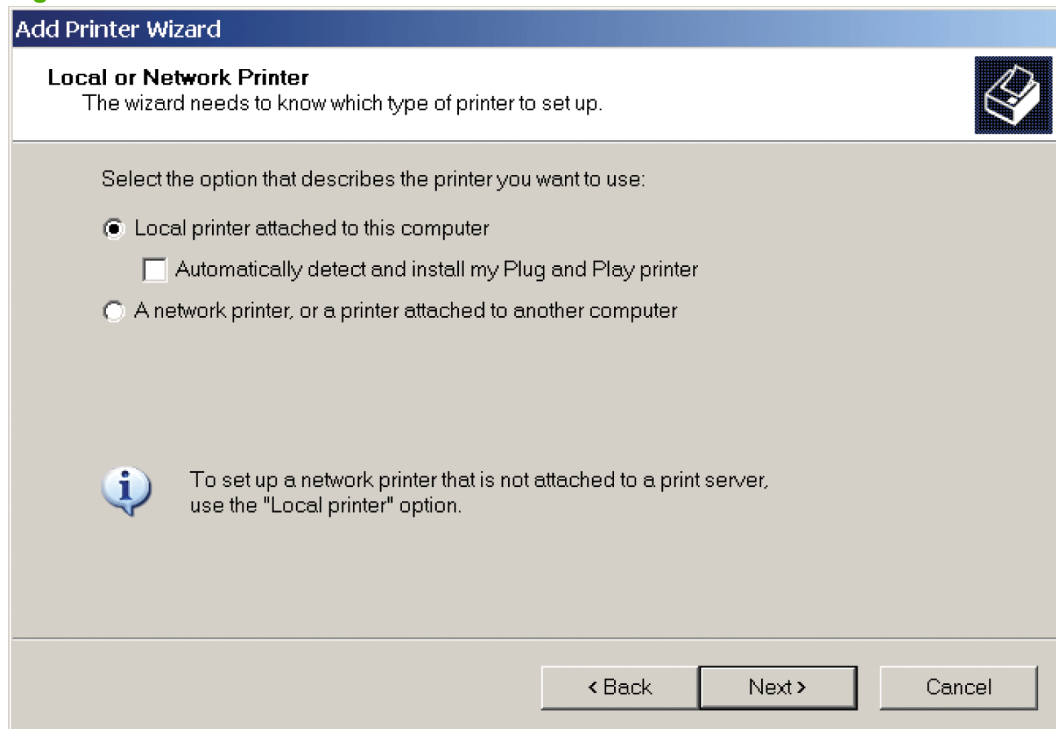 Add Printer Wizard
Local or Network Printer
The wizard needs to know which type of printer to set up.
Select the option that describes the printer you want to use:
Local printer attached to this computer
Automatically detect and install my Plug and Play printer
A network printer, or a printer attached to another computer
To set up a network printer that is not attached to a print server,
use the "Local printer" option.
< Back
Next >
Cancel